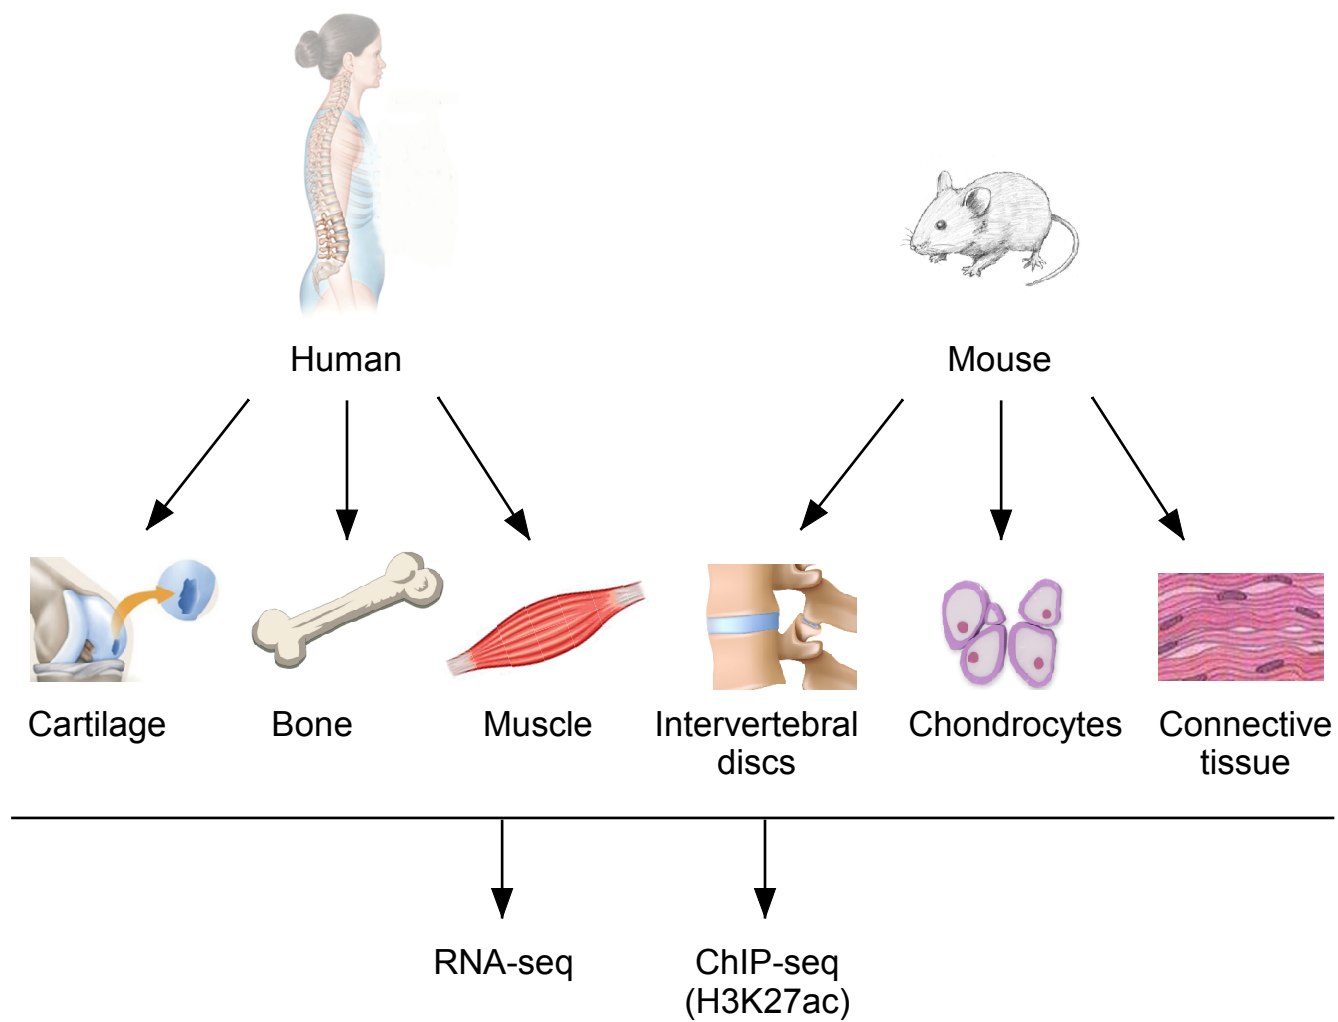 Human
Mouse
Cartilage
Bone
Muscle
Intervertebral
discs
Chondrocytes
Connective
tissue
RNA-seq
ChIP-seq
(H3K27ac)